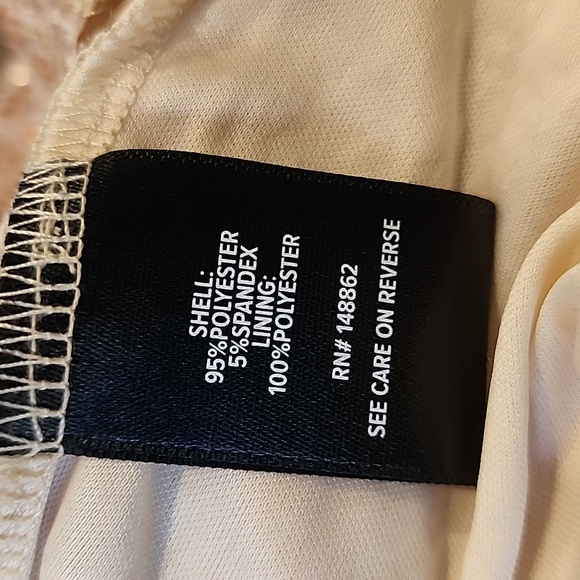 SHELL:
95%POLYESTER
5%SPANDEX
LINING:
100%POLYESTER
RN# 148862
SEE CARE ON REVERSE